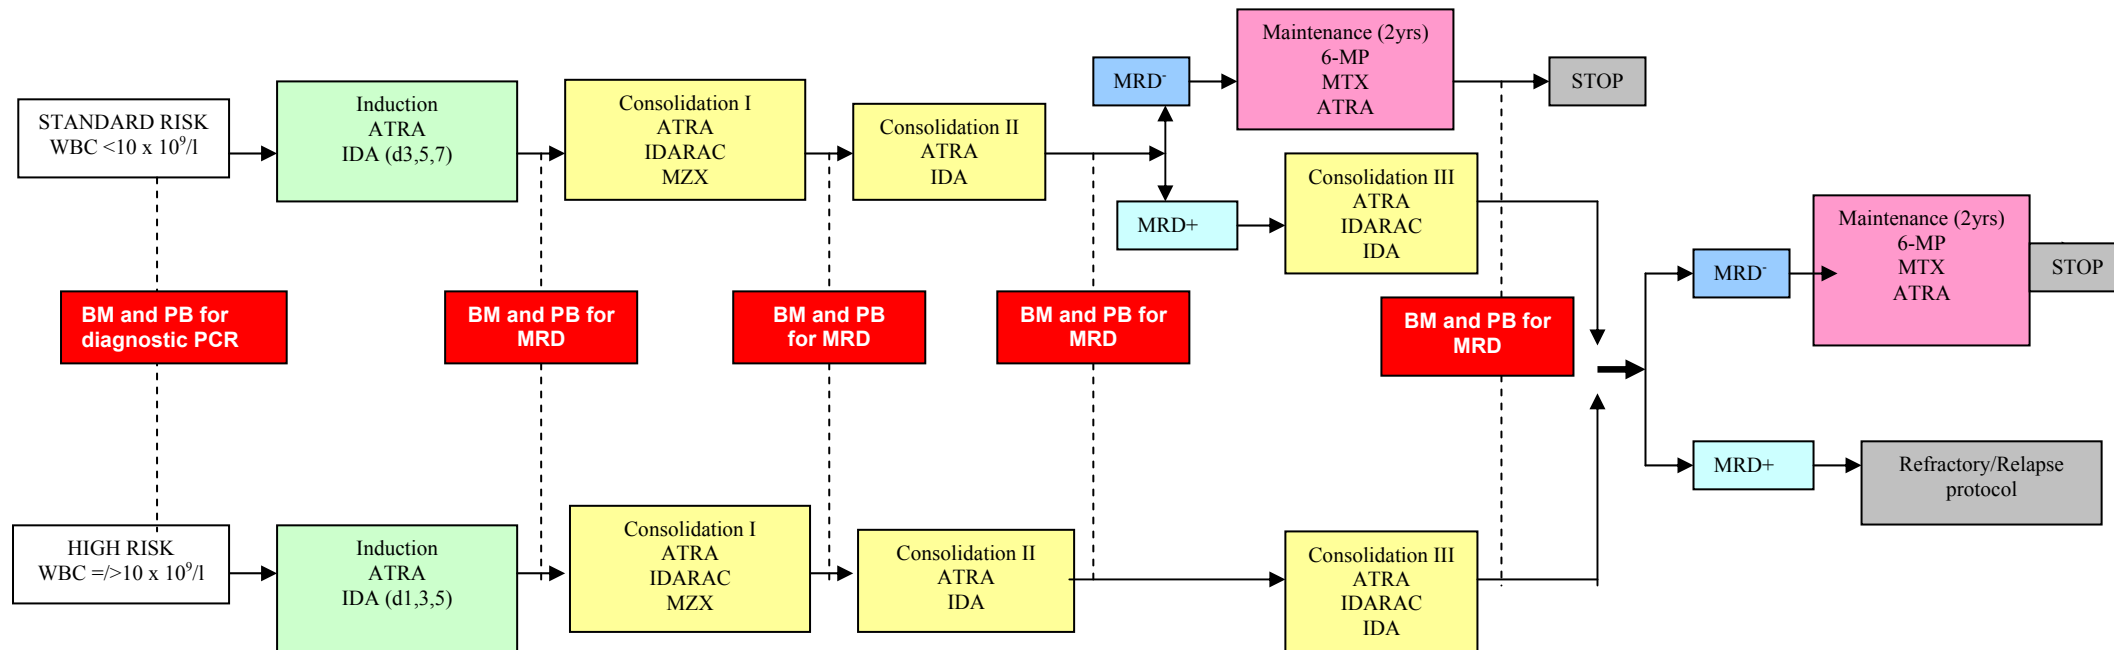 STANDARD RISK
WBC <10 x 10⁹/l
Induction
ATRA
IDA (d3,5,7)
Consolidation I
ATRA
IDARAC
MZX
Consolidation II
ATRA
IDA
MRD⁻
Maintenance (2yrs)
6-MP
MTX
ATRA
STOP
MRD+
Consolidation III
ATRA
IDARAC
IDA
BM and PB for
diagnostic PCR
BM and PB for
MRD
BM and PB
for MRD
BM and PB for
MRD
BM and PB for
MRD
MRD⁻
Maintenance (2yrs)
6-MP
MTX
ATRA
STOP
MRD+
Refractory/Relapse
protocol
HIGH RISK
WBC =/>10 x 10⁹/l
Induction
ATRA
IDA (d1,3,5)
Consolidation I
ATRA
IDARAC
MZX
Consolidation II
ATRA
IDA
Consolidation III
ATRA
IDARAC
IDA